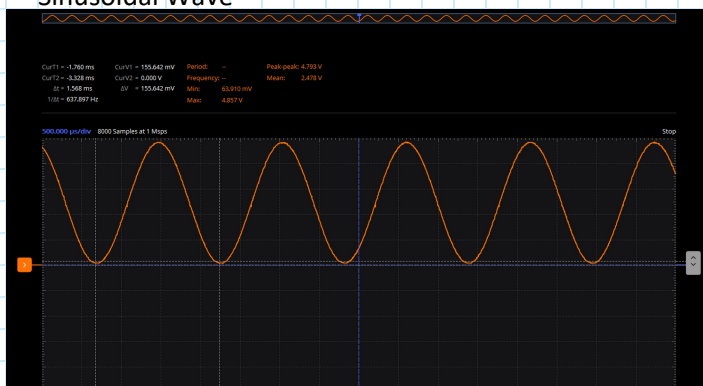 Sinusoidal Wave
CurT1 = -1.760 ms CurV1 = 155.642 mV Period: -- Peak-peak: 4.793 V
CurT2 = -3.328 ms CurV2 = 0.000 V Frequency: -- Mean: 2.478 V
Δt = 1.568 ms ΔV = 155.642 mV Min: 63.910 mV
1/Δt = 637.897 Hz Max: 4.857 V
500.000 µs/div 8000 Samples at 1 Msps Stop